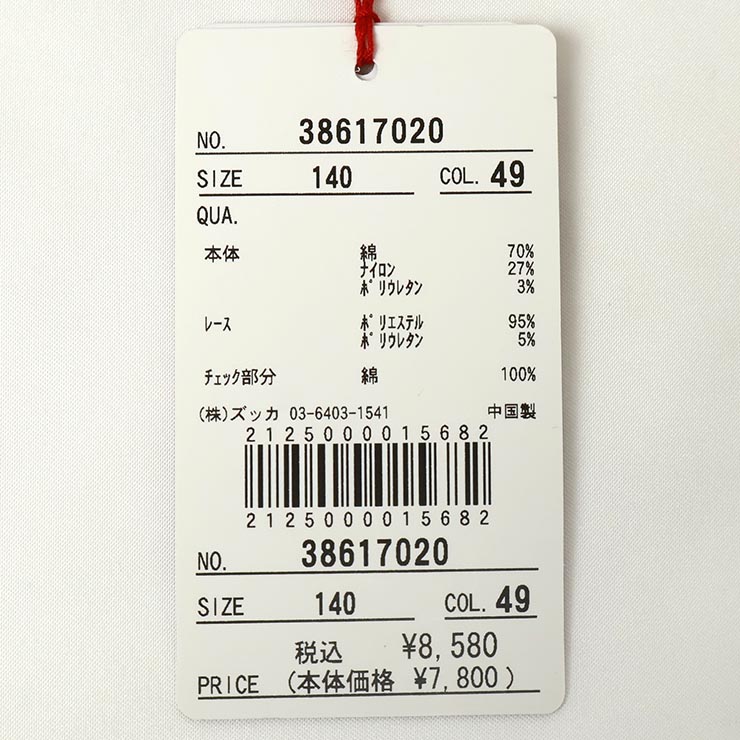 NO. 38617020
SIZE 140 COL. 49
QUA.
本体 綿 70%
ナイロン 27%
ポリウレタン 3%
レース ポリエステル 95%
ポリウレタン 5%
チェック部分 綿 100%
(株)ズッカ 03-6403-1541 中国製
2125000015682
2125000015682
NO. 38617020
SIZE 140 COL. 49
税込 ¥8,580
PRICE (本体価格 ¥7,800)